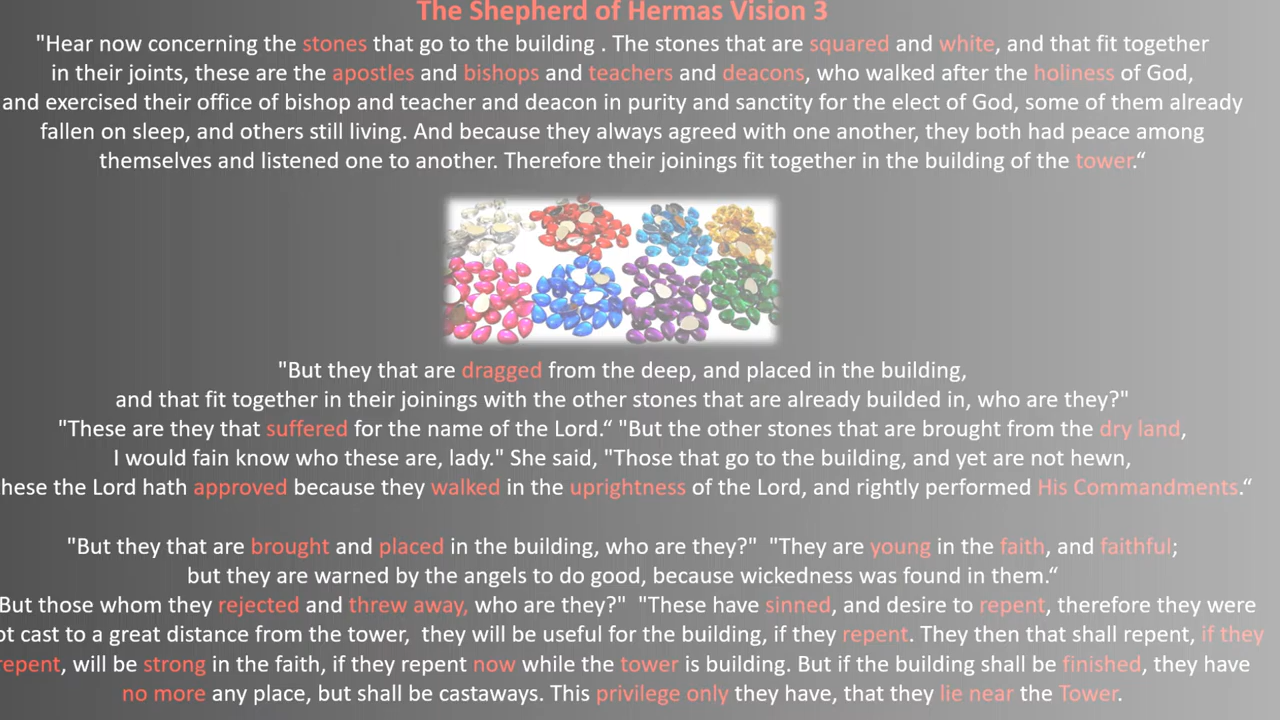 The Shepherd of Hermas Vision 3
"Hear now concerning the stones that go to the building . The stones that are squared and white, and that fit together
in their joints, these are the apostles and bishops and teachers and deacons, who walked after the holiness of God,
and exercised their office of bishop and teacher and deacon in purity and sanctity for the elect of God, some of them already
fallen on sleep, and others still living. And because they always agreed with one another, they both had peace among
themselves and listened one to another. Therefore their joinings fit together in the building of the tower.“
"But they that are dragged from the deep, and placed in the building,
and that fit together in their joinings with the other stones that are already builded in, who are they?"
"These are they that suffered for the name of the Lord.“ "But the other stones that are brought from the dry land,
I would fain know who these are, lady." She said, "Those that go to the building, and yet are not hewn,
hese the Lord hath approved because they walked in the uprightness of the Lord, and rightly performed His Commandments.“
"But they that are brought and placed in the building, who are they?" "They are young in the faith, and faithful;
but they are warned by the angels to do good, because wickedness was found in them.“
But those whom they rejected and threw away, who are they?" "These have sinned, and desire to repent, therefore they were
ot cast to a great distance from the tower, they will be useful for the building, if they repent. They then that shall repent, if they
repent, will be strong in the faith, if they repent now while the tower is building. But if the building shall be finished, they have
no more any place, but shall be castaways. This privilege only they have, that they lie near the Tower.